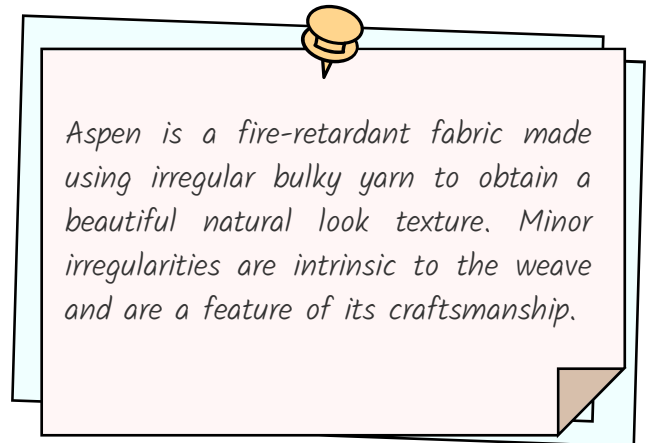 Aspen is a fire-retardant fabric made
using irregular bulky yarn to obtain a
beautiful natural look texture. Minor
irregularities are intrinsic to the weave
and are a feature of its craftsmanship.